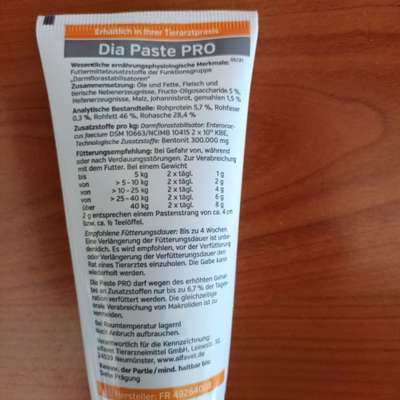 Erhältlich in Ihrer Tierarztpraxis
Dia Paste PRO
Wesentliche ernährungsphysiologische Merkmale:
Futtermittelzusatzstoffe der Funktionsgruppe
„Darmflorastabilisatoren"
Zusammensetzung: Öle und Fette, Fleisch und
tierische Nebenerzeugnisse, Fructo-Oligosaccharide 5 %,
Hefenerzeugnisse, Malz, Johannisbrot, gemahlen 1,5 %
Analytische Bestandteile: Rohprotein 5,7 %, Rohfaser
0,3 %, Rohfett 46 %, Rohasche 28,4 %
Zusatzstoffe pro kg: Darmflorastabilisator: Enterococ-
cus faecium DSM 10663/NCIMB 10415 2 x 10⁹ KBE,
Technologische Zusatzstoffe: Bentonit 300.000 mg
Fütterungsempfehlung: Bei Gefahr von, während
oder nach Verdauungsstörungen. Zur Verabreichung
mit dem Futter. Bei einem Gewicht
bis 5 kg 2 x tägl. 1 g
von > 5 - 10 kg 2 x tägl. 2 g
von > 10 - 25 kg 2 x tägl. 4 g
von > 25 - 40 kg 2 x tägl. 6 g
über 40 kg 2 x tägl. 8 g
2 g entsprechen einem Pastenstrang von ca. 4 cm
bzw. ca. ½ Teelöffel.
Empfohlene Fütterungsdauer: Bis zu 4 Wochen.
Eine Verlängerung der Fütterungsdauer ist unbe-
denklich. Es wird empfohlen, vor der Verfütterung
oder Verlängerung der Verfütterungsdauer den
Rat eines Tierarztes einzuholen. Die Gabe kann
wiederholt werden.
Dia Paste PRO darf wegen des erhöhten Gehal-
an Zusatzstoffen nur bis zu 6,7 % der Tages-
ration verfüttert werden. Die gleichzeitige
orale Verabreichung von Makroliden ist zu
vermeiden.
Bei Raumtemperatur lagern!
Nach Anbruch aufbrauchen.
Verantwortlich für die Kennzeichnung:
alfavet Tierarzneimittel GmbH, Leinestr. 32,
24539 Neumünster, www.alfavet.de
Kennnr. der Partie / mind. haltbar bis:
Siehe Prägung
Hersteller: FR 49264001